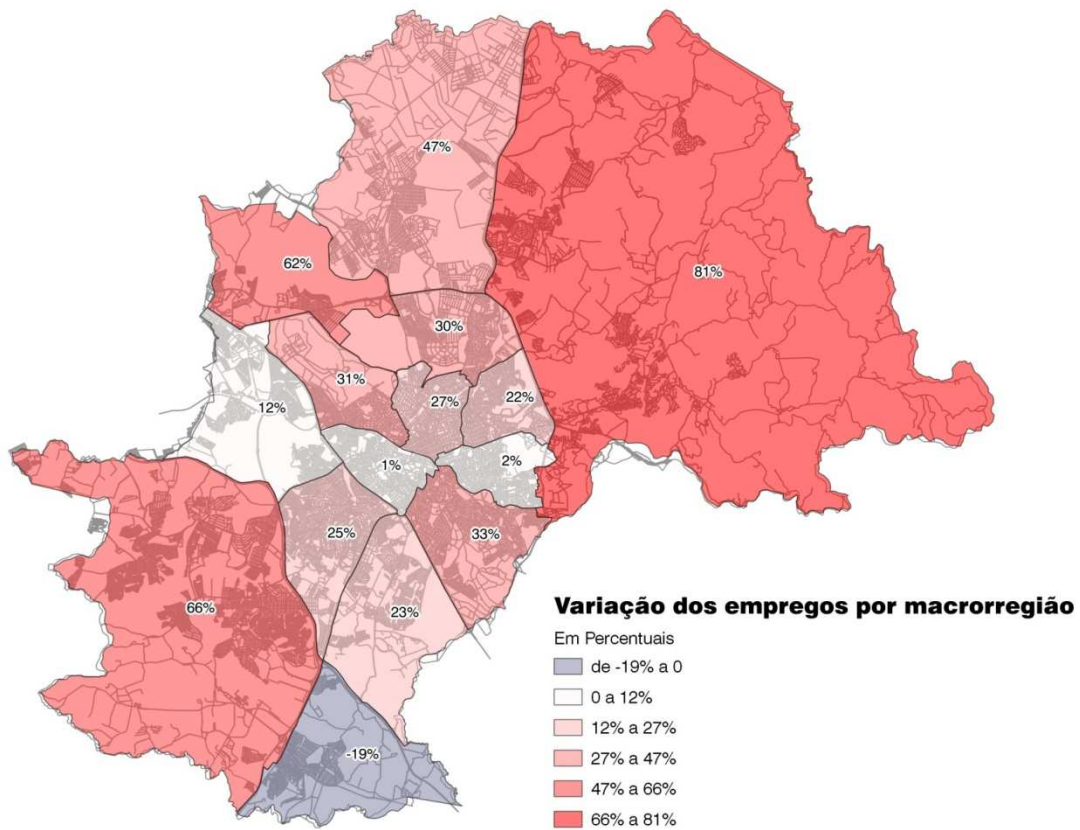 47%
62%
81%
30%
31%
27%
22%
12%
1%
2%
25%
33%
66%
23%
-19%
Variação dos empregos por macrorregião
Em Percentuais
de -19% a 0
0 a 12%
12% a 27%
27% a 47%
47% a 66%
66% a 81%